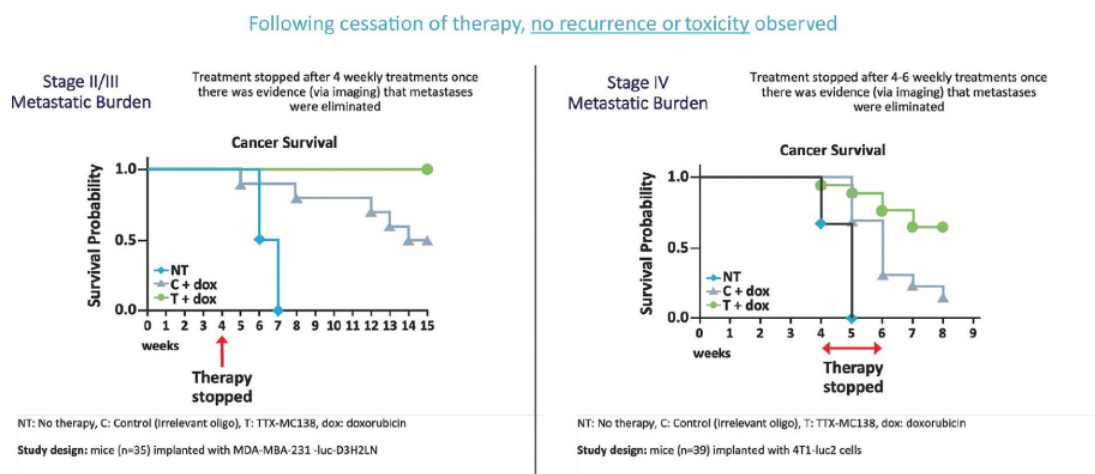 Following cessation of therapy, no recurrence or toxicity observed
Stage II/III
Metastatic Burden
Treatment stopped after 4 weekly treatments once
there was evidence (via imaging) that metastases
were eliminated
Cancer Survival
Survival Probability
1.0
0.5
0.0
NT
C + dox
T + dox
0 1 2 3 4 5 6 7 8 9 10 11 12 13 14 15
weeks
Therapy
stopped
NT: No therapy, C: Control (Irrelevant oligo), T: TTX-MC138, dox: doxorubicin
Study design: mice (n=35) implanted with MDA-MBA-231 -luc-D3H2LN
Stage IV
Metastatic Burden
Treatment stopped after 4-6 weekly treatments once
there was evidence (via imaging) that metastases
were eliminated
Cancer Survival
Survival Probability
1.0
0.5
0.0
NT
C + dox
T + dox
0 1 2 3 4 5 6 7 8 9
weeks
Therapy
stopped
NT: No therapy, C: Control (Irrelevant oligo), T: TTX-MC138, dox: doxorubicin
Study design: mice (n=39) implanted with 4T1-luc2 cells